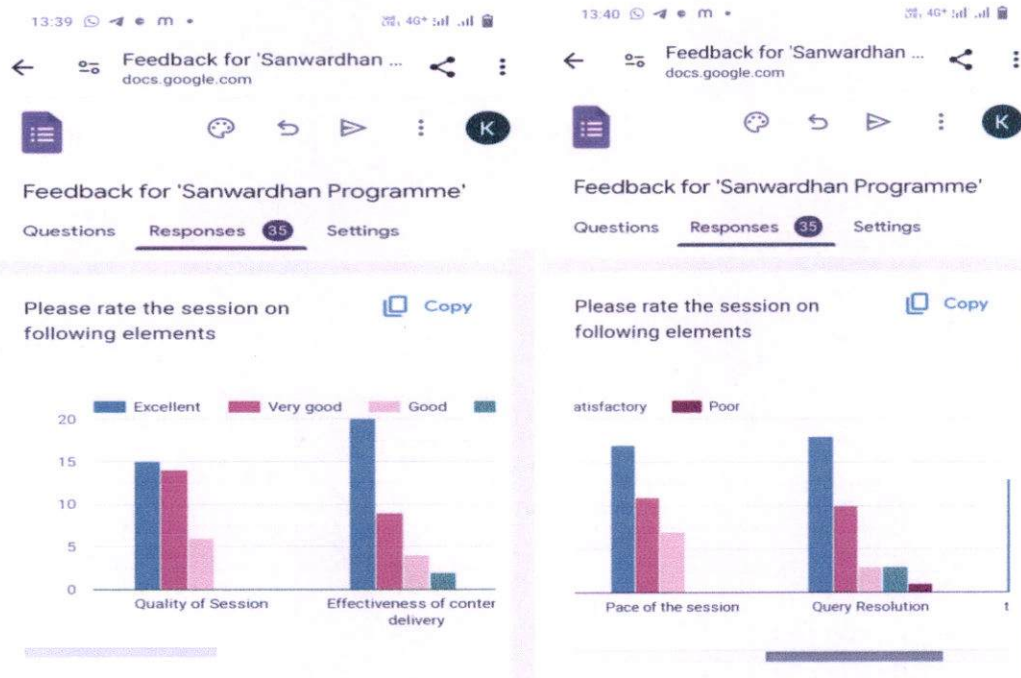 13:39
4G+
Feedback for 'Sanwardhan ...
docs.google.com
K
Feedback for 'Sanwardhan Programme'
Questions Responses 35 Settings
Please rate the session on
following elements
Copy
Excellent Very good Good
20
15
10
5
0
Quality of Session
Effectiveness of conter
delivery
13:40
4G+
Feedback for 'Sanwardhan ...
docs.google.com
K
Feedback for 'Sanwardhan Programme'
Questions Responses 35 Settings
Please rate the session on
following elements
Copy
atisfactory Poor
Pace of the session
Query Resolution
t